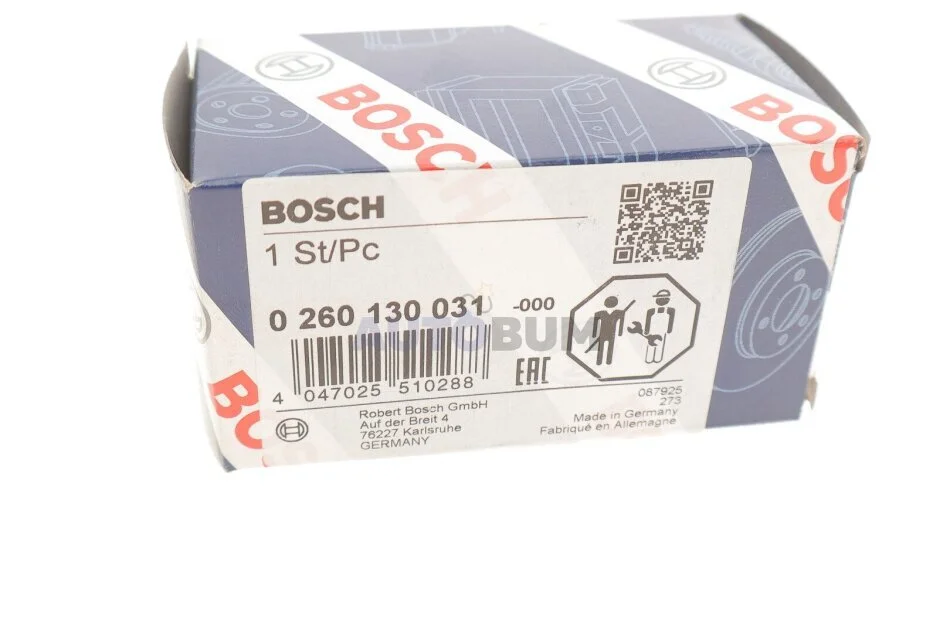 BOSCH
BOSCH
BOSCH
1 St/Pc
0 260 130 031 -000
AUTOBUM
4 047025 510288
EAC
Robert Bosch GmbH
Auf der Breit 4
76227 Karlsruhe
GERMANY
087925
273
Made in Germany
Fabriqué en Allemagne